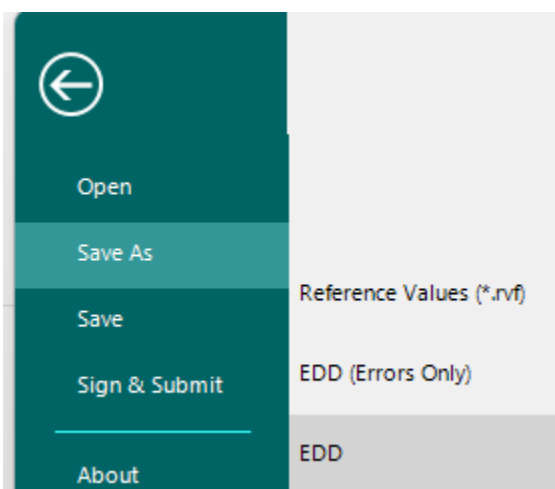 Open
Save As
Save
Sign & Submit
About
Reference Values (*.rvf)
EDD (Errors Only)
EDD